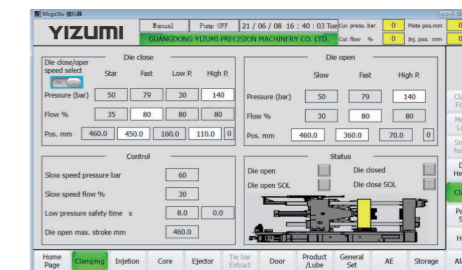 MegaStu
YIZUMI
Manual Pump OFF 21 / 06 / 08 16 : 40 : 03 Tue Cut press. bar 0 Plate pos.mm
GUANGDONG YIZUMI PRECISION MACHINERY CO. LTD. Cut flow % 0 Inj. pos. mm
Die close/oper
speed select
Die close
Star Fast Low P. High P.
Pressure (bar) 50 79 30 140
Flow % 35 80 80 80
Pos. mm 460.0 450.0 160.0 110.0 0
Die open
Slow Fast High P.
Pressure (bar) 50 79 140
Flow % 30 80 80
Pos. mm 460.0 360.0 70.0 0
Control
Slow speed pressure bar 60
Slow speed flow % 30
Low pressure safety time s 8.0 0.0
Die open max. stroke mm 460.0
Status
Die open Die closed
Die open SOL Die close SOL
Home
Page
Clamping
Injetion
Core
Ejector
Tie bar
Extract
Door
Product
/Lube
General
Set
AE
Storage